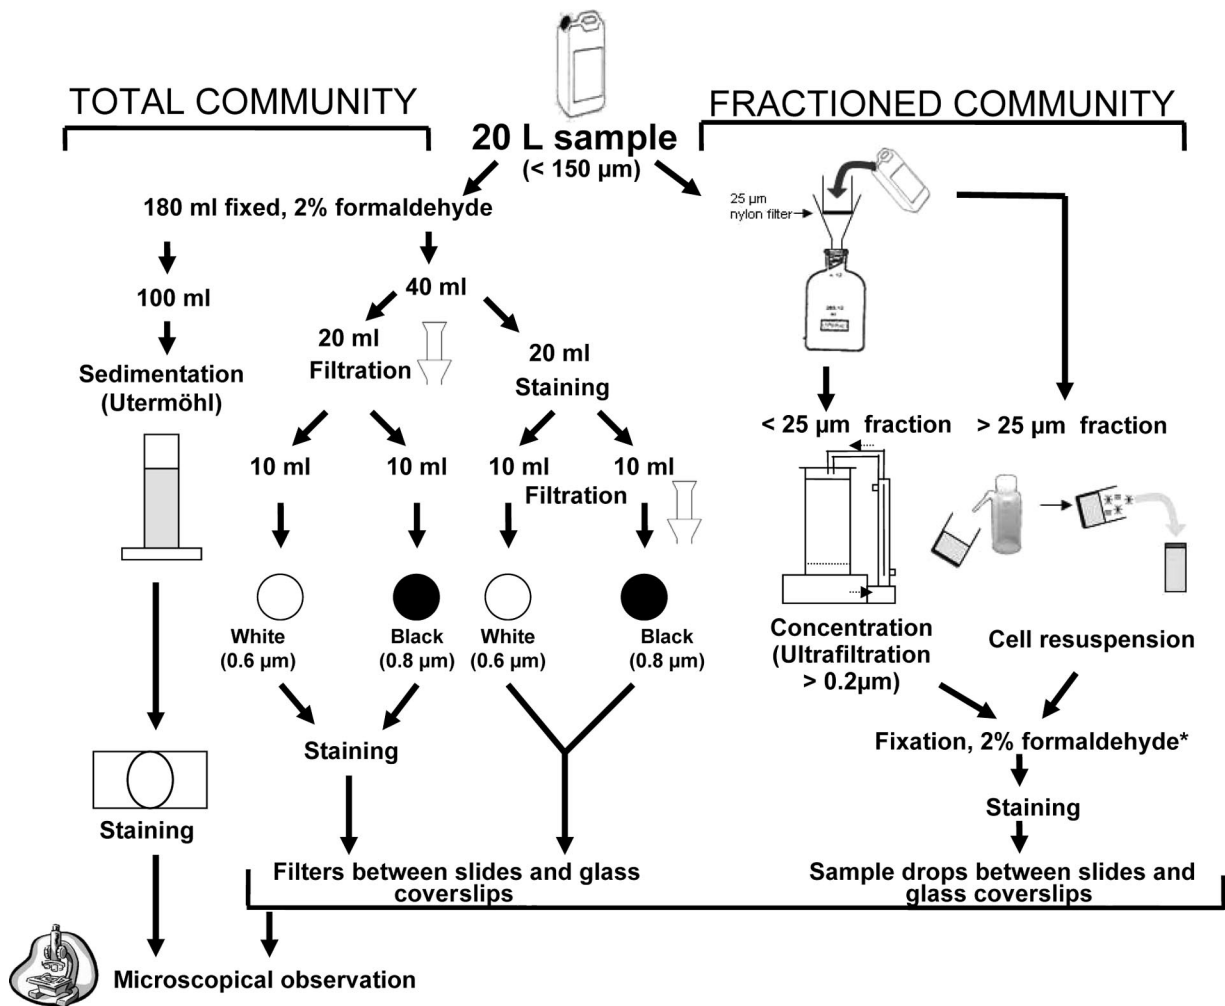 TOTAL COMMUNITY
FRACTIONED COMMUNITY
20 L sample
(< 150 µm)
180 ml fixed, 2% formaldehyde
25 µm
nylon filter
100 ml
40 ml
20 ml
Filtration
20 ml
Staining
Sedimentation
(Utermöhl)
< 25 µm fraction
> 25 µm fraction
10 ml
10 ml
10 ml
10 ml
Filtration
White
(0.6 µm)
Black
(0.8 µm)
White
(0.6 µm)
Black
(0.8 µm)
Concentration
(Ultrafiltration
> 0.2µm)
Cell resuspension
Staining
Fixation, 2% formaldehyde*
Staining
Staining
Filters between slides and glass
coverslips
Sample drops between slides and
glass coverslips
Microscopical observation